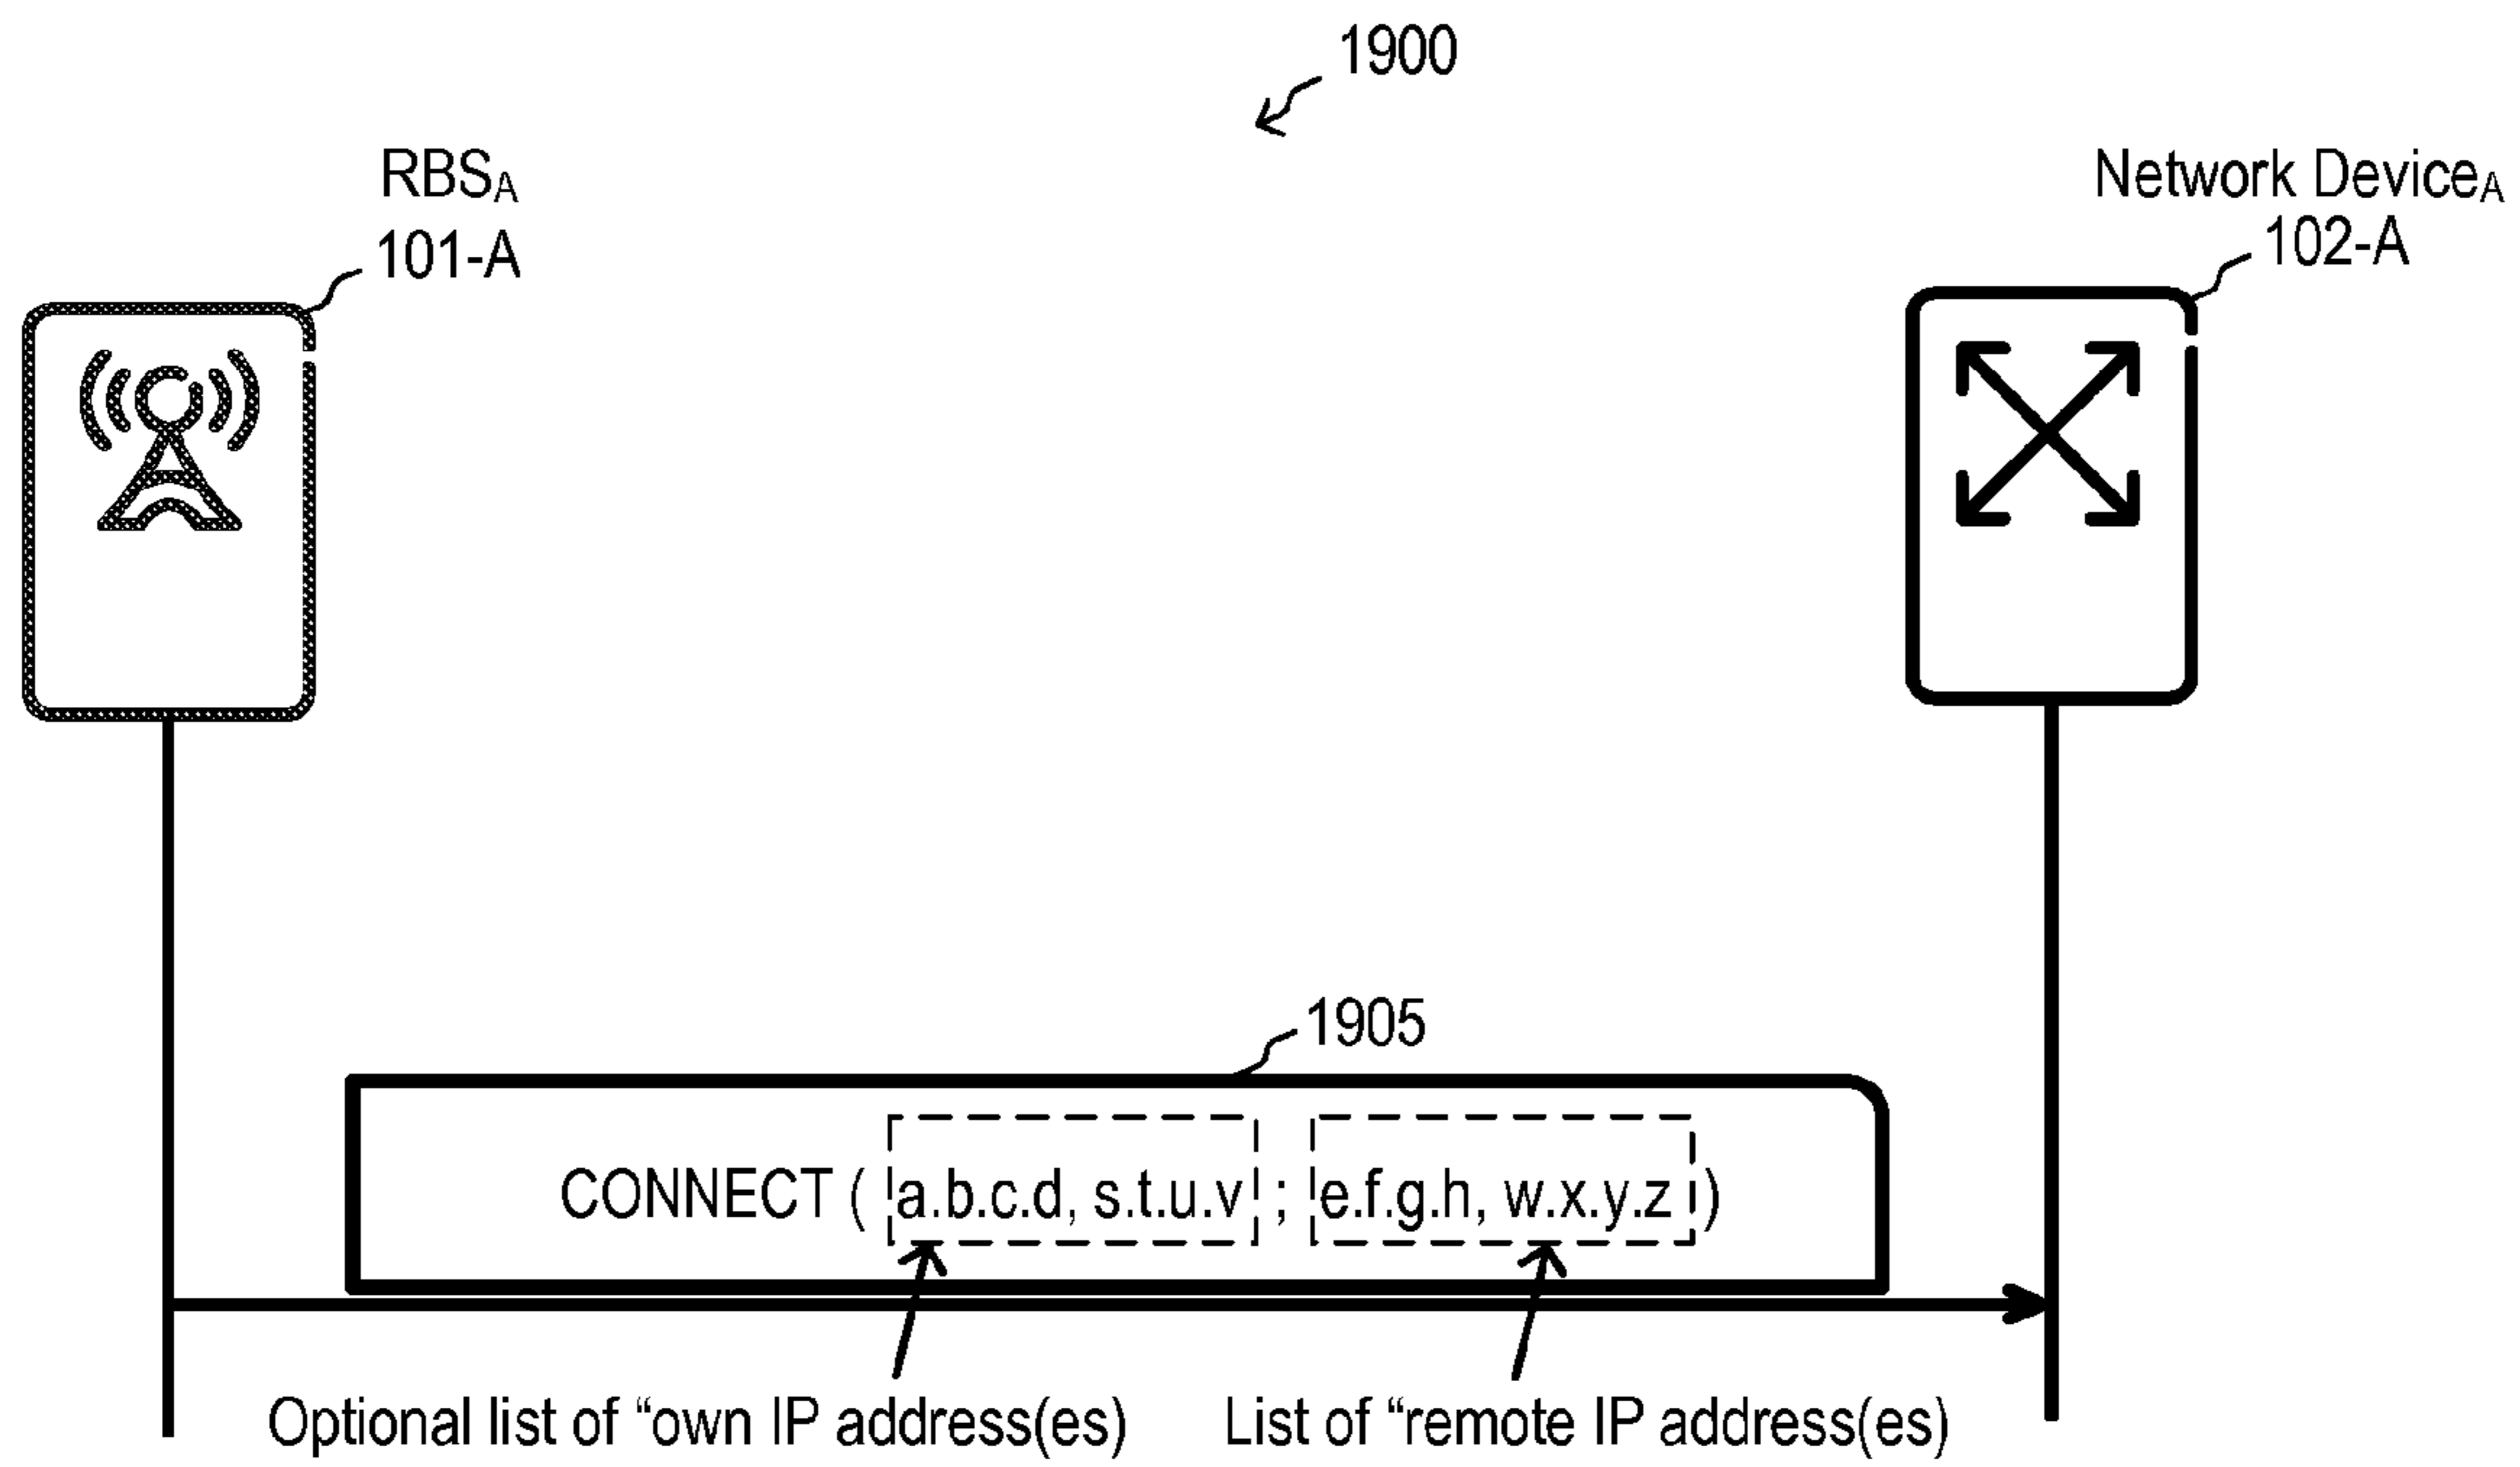 1900
RBSA
101-A
Network DeviceA
102-A
1905
CONNECT ( a.b.c.d, s.t.u.v ; e.f.g.h, w.x.y.z )
Optional list of “own IP address(es)
List of “remote IP address(es)